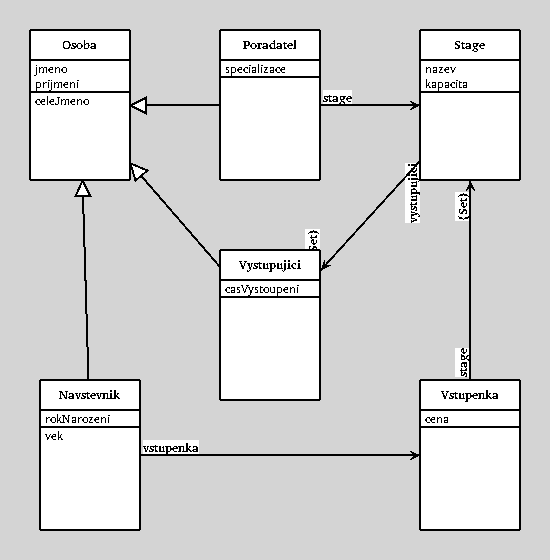 Osoba
jmeno
prijmeni
celeJmeno
Poradatel
specializace
stage
Stage
nazev
kapacita
vystupujici
{Set}
Vystupujici
casVystoupeni
{Set}
stage
Navstevnik
rokNarozeni
vek
vstupenka
Vstupenka
cena